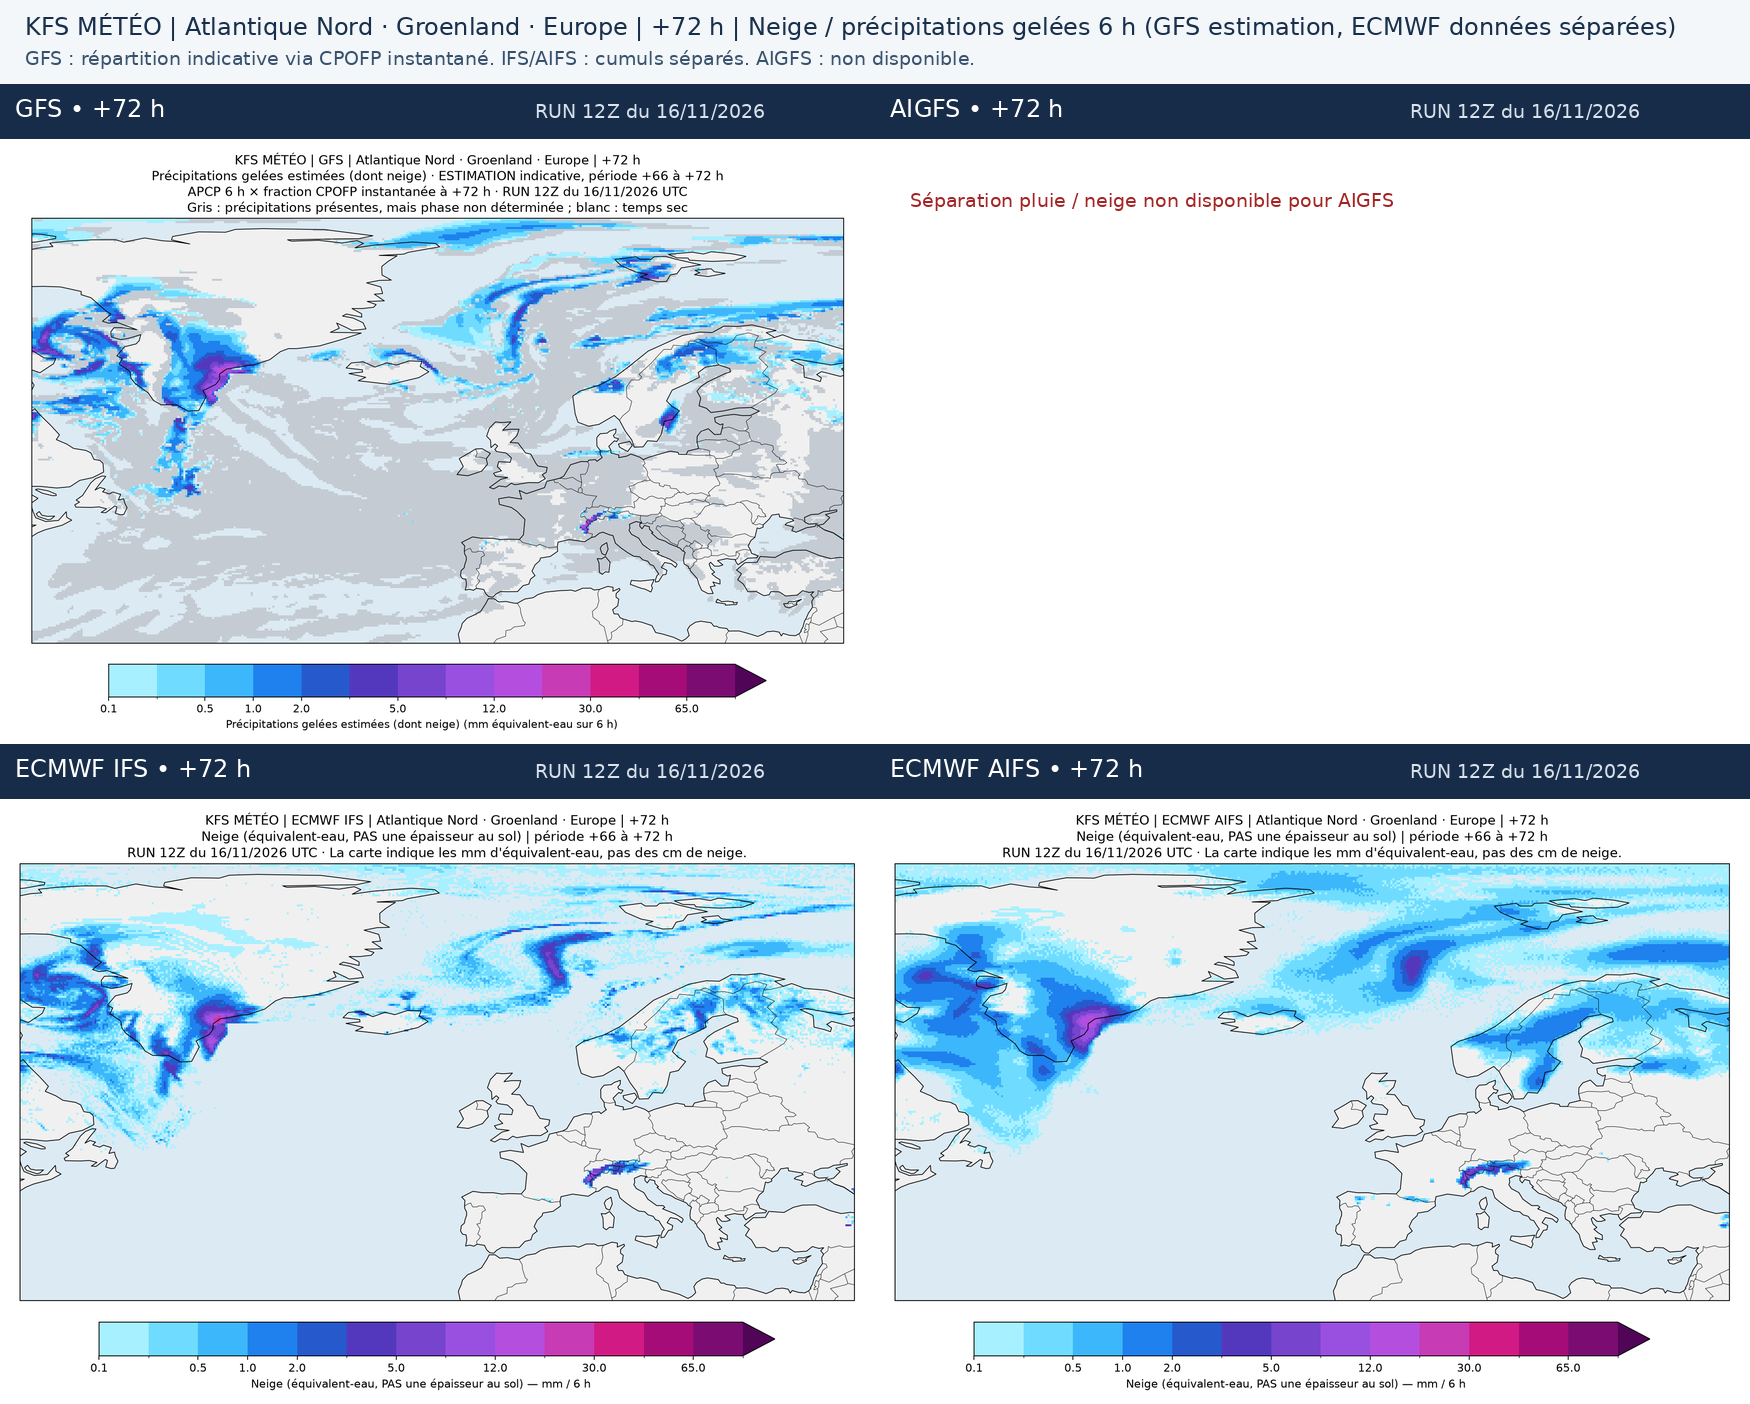 KFS MÉTÉO | Atlantique Nord · Groenland · Europe | +72 h | Neige / précipitations gelées 6 h (GFS estimation, ECMWF données séparées)
GFS : répartition indicative via CPOFP instantané. IFS/AIFS : cumuls séparés. AIGFS : non disponible.
GFS • +72 h
RUN 12Z du 16/11/2026
AIGFS • +72 h
RUN 12Z du 16/11/2026
KFS MÉTÉO | GFS | Atlantique Nord · Groenland · Europe | +72 h
Précipitations gelées estimées (dont neige) · ESTIMATION indicative, période +66 à +72 h
APCP 6 h × fraction CPOFP instantanée à +72 h · RUN 12Z du 16/11/2026 UTC
Gris : précipitations présentes, mais phase non déterminée ; blanc : temps sec
Séparation pluie / neige non disponible pour AIGFS
0.1 0.5 1.0 2.0 5.0 12.0 30.0 65.0
Précipitations gelées estimées (dont neige) (mm équivalent-eau sur 6 h)
ECMWF IFS • +72 h
RUN 12Z du 16/11/2026
ECMWF AIFS • +72 h
RUN 12Z du 16/11/2026
KFS MÉTÉO | ECMWF IFS | Atlantique Nord · Groenland · Europe | +72 h
Neige (équivalent-eau, PAS une épaisseur au sol) | période +66 à +72 h
RUN 12Z du 16/11/2026 UTC · La carte indique les mm d'équivalent-eau, pas des cm de neige.
KFS MÉTÉO | ECMWF AIFS | Atlantique Nord · Groenland · Europe | +72 h
Neige (équivalent-eau, PAS une épaisseur au sol) | période +66 à +72 h
RUN 12Z du 16/11/2026 UTC · La carte indique les mm d'équivalent-eau, pas des cm de neige.
0.1 0.5 1.0 2.0 5.0 12.0 30.0 65.0
Neige (équivalent-eau, PAS une épaisseur au sol) — mm / 6 h
0.1 0.5 1.0 2.0 5.0 12.0 30.0 65.0
Neige (équivalent-eau, PAS une épaisseur au sol) — mm / 6 h